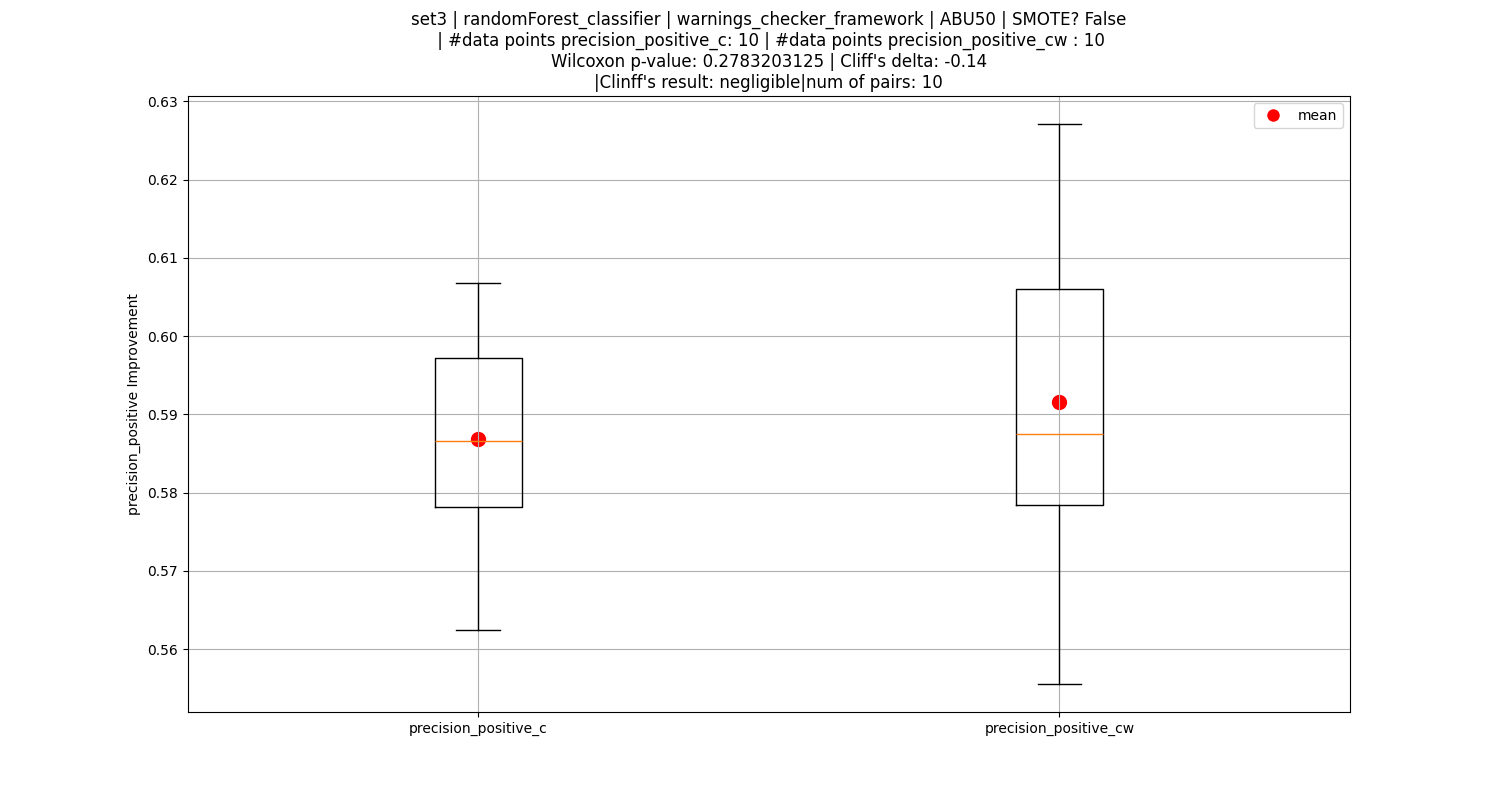 set3 | randomForest_classifier | warnings_checker_framework | ABU50 | SMOTE? False
| #data points precision_positive_c: 10 | #data points precision_positive_cw : 10
Wilcoxon p-value: 0.2783203125 | Cliff's delta: -0.14
|Clinff's result: negligible|num of pairs: 10
mean
precision_positive Improvement
0.63
0.62
0.61
0.60
0.59
0.58
0.57
0.56
precision_positive_c
precision_positive_cw